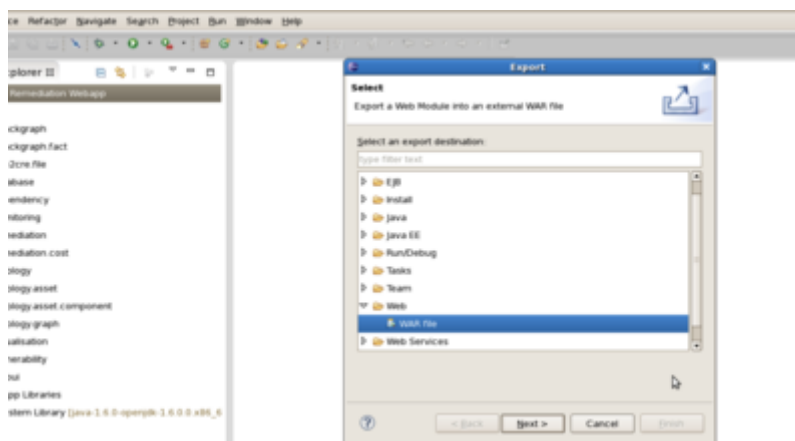 ce Refactor Navigate Search Project Run Window Help
plorer
Remediation Webapp
ckgraph
ckgraph.fact
2cre.file
abase
endency
nitoring
ediation
ediation.cost
ology
ology.asset
ology.asset.component
ology.graph
ualisation
nerability
pp Libraries
stem Library [java-1.6.0-openjdk-1.6.0.0.x86_6
Export
Select
Export a Web Module into an external WAR file
Select an export destination:
type filter text
EJB
Install
Java
Java EE
Run/Debug
Tasks
Team
Web
WAR file
Web Services
?
< Back
Next >
Cancel
Finish